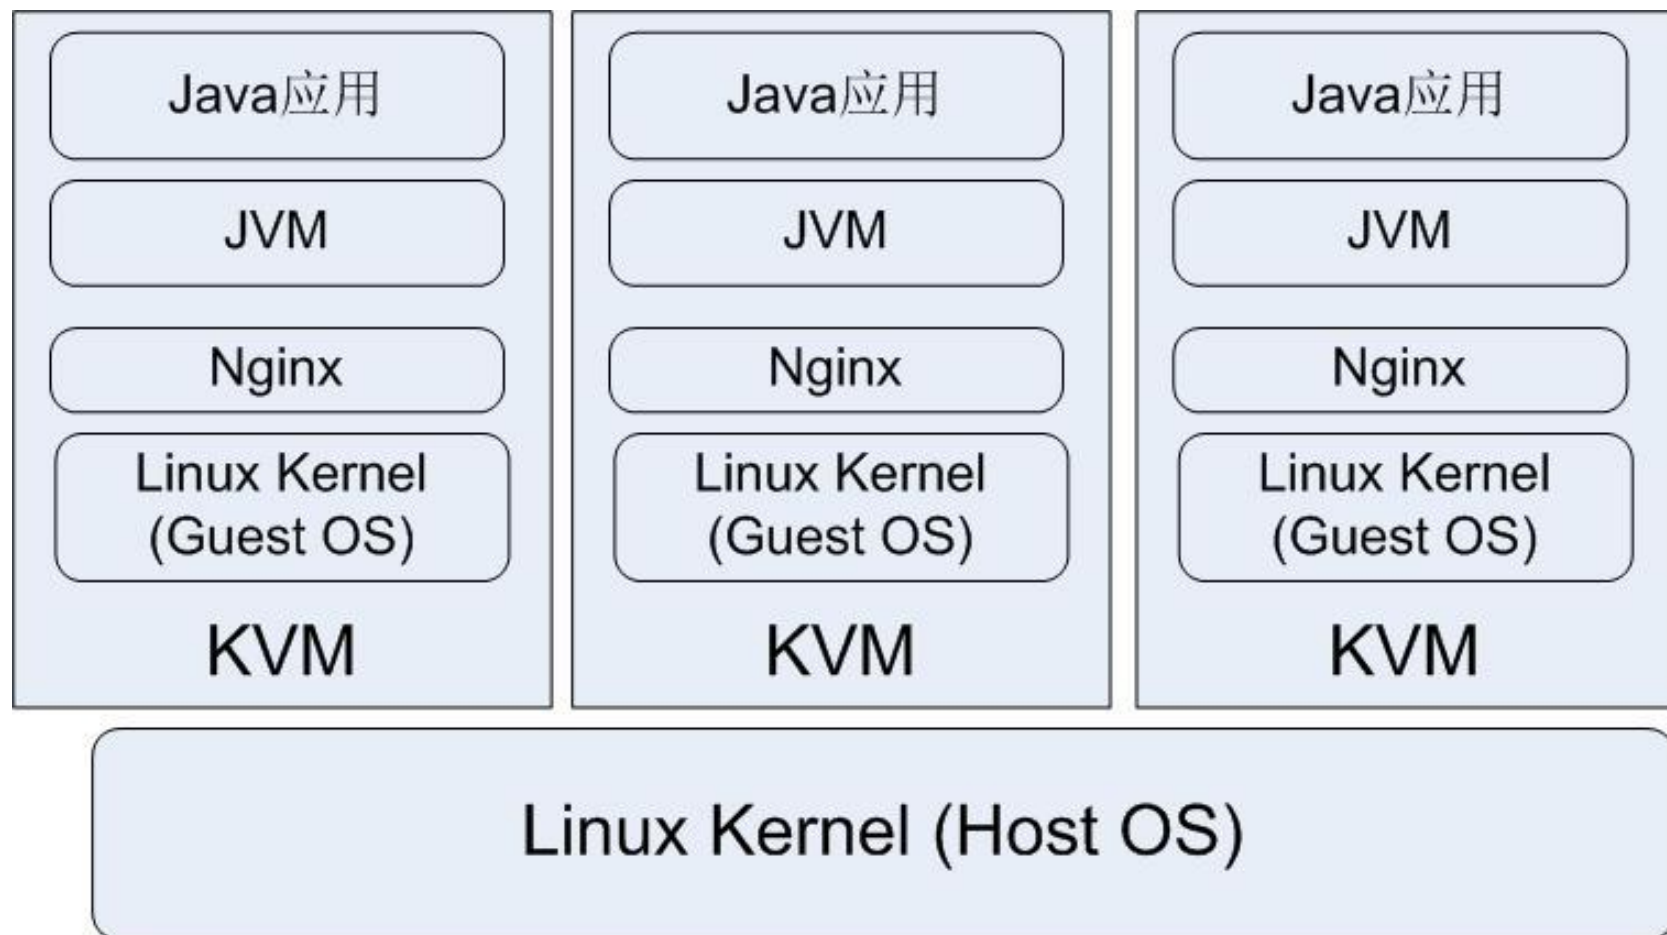 Java应用
JVM
Nginx
Linux Kernel
(Guest OS)
KVM
Java应用
JVM
Nginx
Linux Kernel
(Guest OS)
KVM
Java应用
JVM
Nginx
Linux Kernel
(Guest OS)
KVM
Linux Kernel (Host OS)